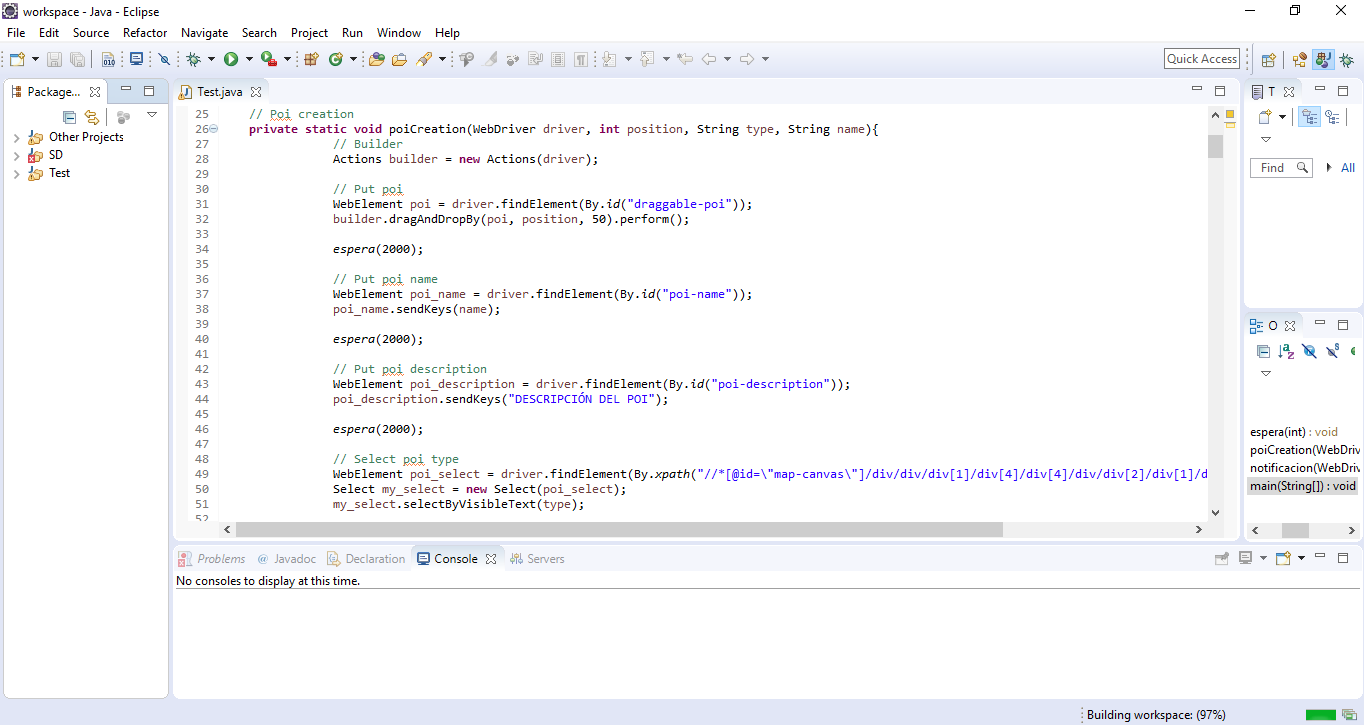 workspace - Java - Eclipse
File Edit Source Refactor Navigate Search Project Run Window Help
Quick Access
Package...
Other Projects
SD
Test
Test.java
25 // Poi creation
26 private static void poiCreation(WebDriver driver, int position, String type, String name){
27 // Builder
28 Actions builder = new Actions(driver);
29
30 // Put poi
31 WebElement poi = driver.findElement(By.id("draggable-poi"));
32 builder.dragAndDropBy(poi, position, 50).perform();
33
34 espera(2000);
35
36 // Put poi name
37 WebElement poi_name = driver.findElement(By.id("poi-name"));
38 poi_name.sendKeys(name);
39
40 espera(2000);
41
42 // Put poi description
43 WebElement poi_description = driver.findElement(By.id("poi-description"));
44 poi_description.sendKeys("DESCRIPCIÓN DEL POI");
45
46 espera(2000);
47
48 // Select poi type
49 WebElement poi_select = driver.findElement(By.xpath("//*[@id=\"map-canvas\"]/div/div/div[1]/div[4]/div[4]/div/div[2]/div[1]/d
50 Select my_select = new Select(poi_select);
51 my_select.selectByVisibleText(type);
52
T
Find
All
O
espera(int) : void
poiCreation(WebDriv
notificacion(WebDriv
main(String[]) : void
Problems @ Javadoc Declaration Console Servers
No consoles to display at this time.
Building workspace: (97%)